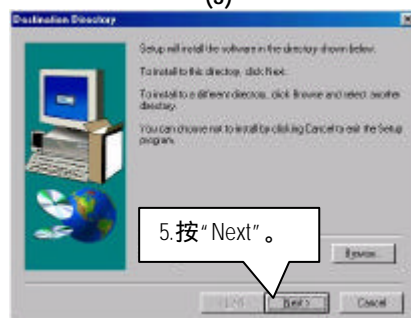 Destination Directory
Setup will install the software in the directory shown below.
To install to this directory, click Next.
To install to a different directory, click Browse and select another
directory.
You can choose not to install by clicking Cancel to exit the Setup
program.
5.按“Next”。
Browse...
Next >
Cancel